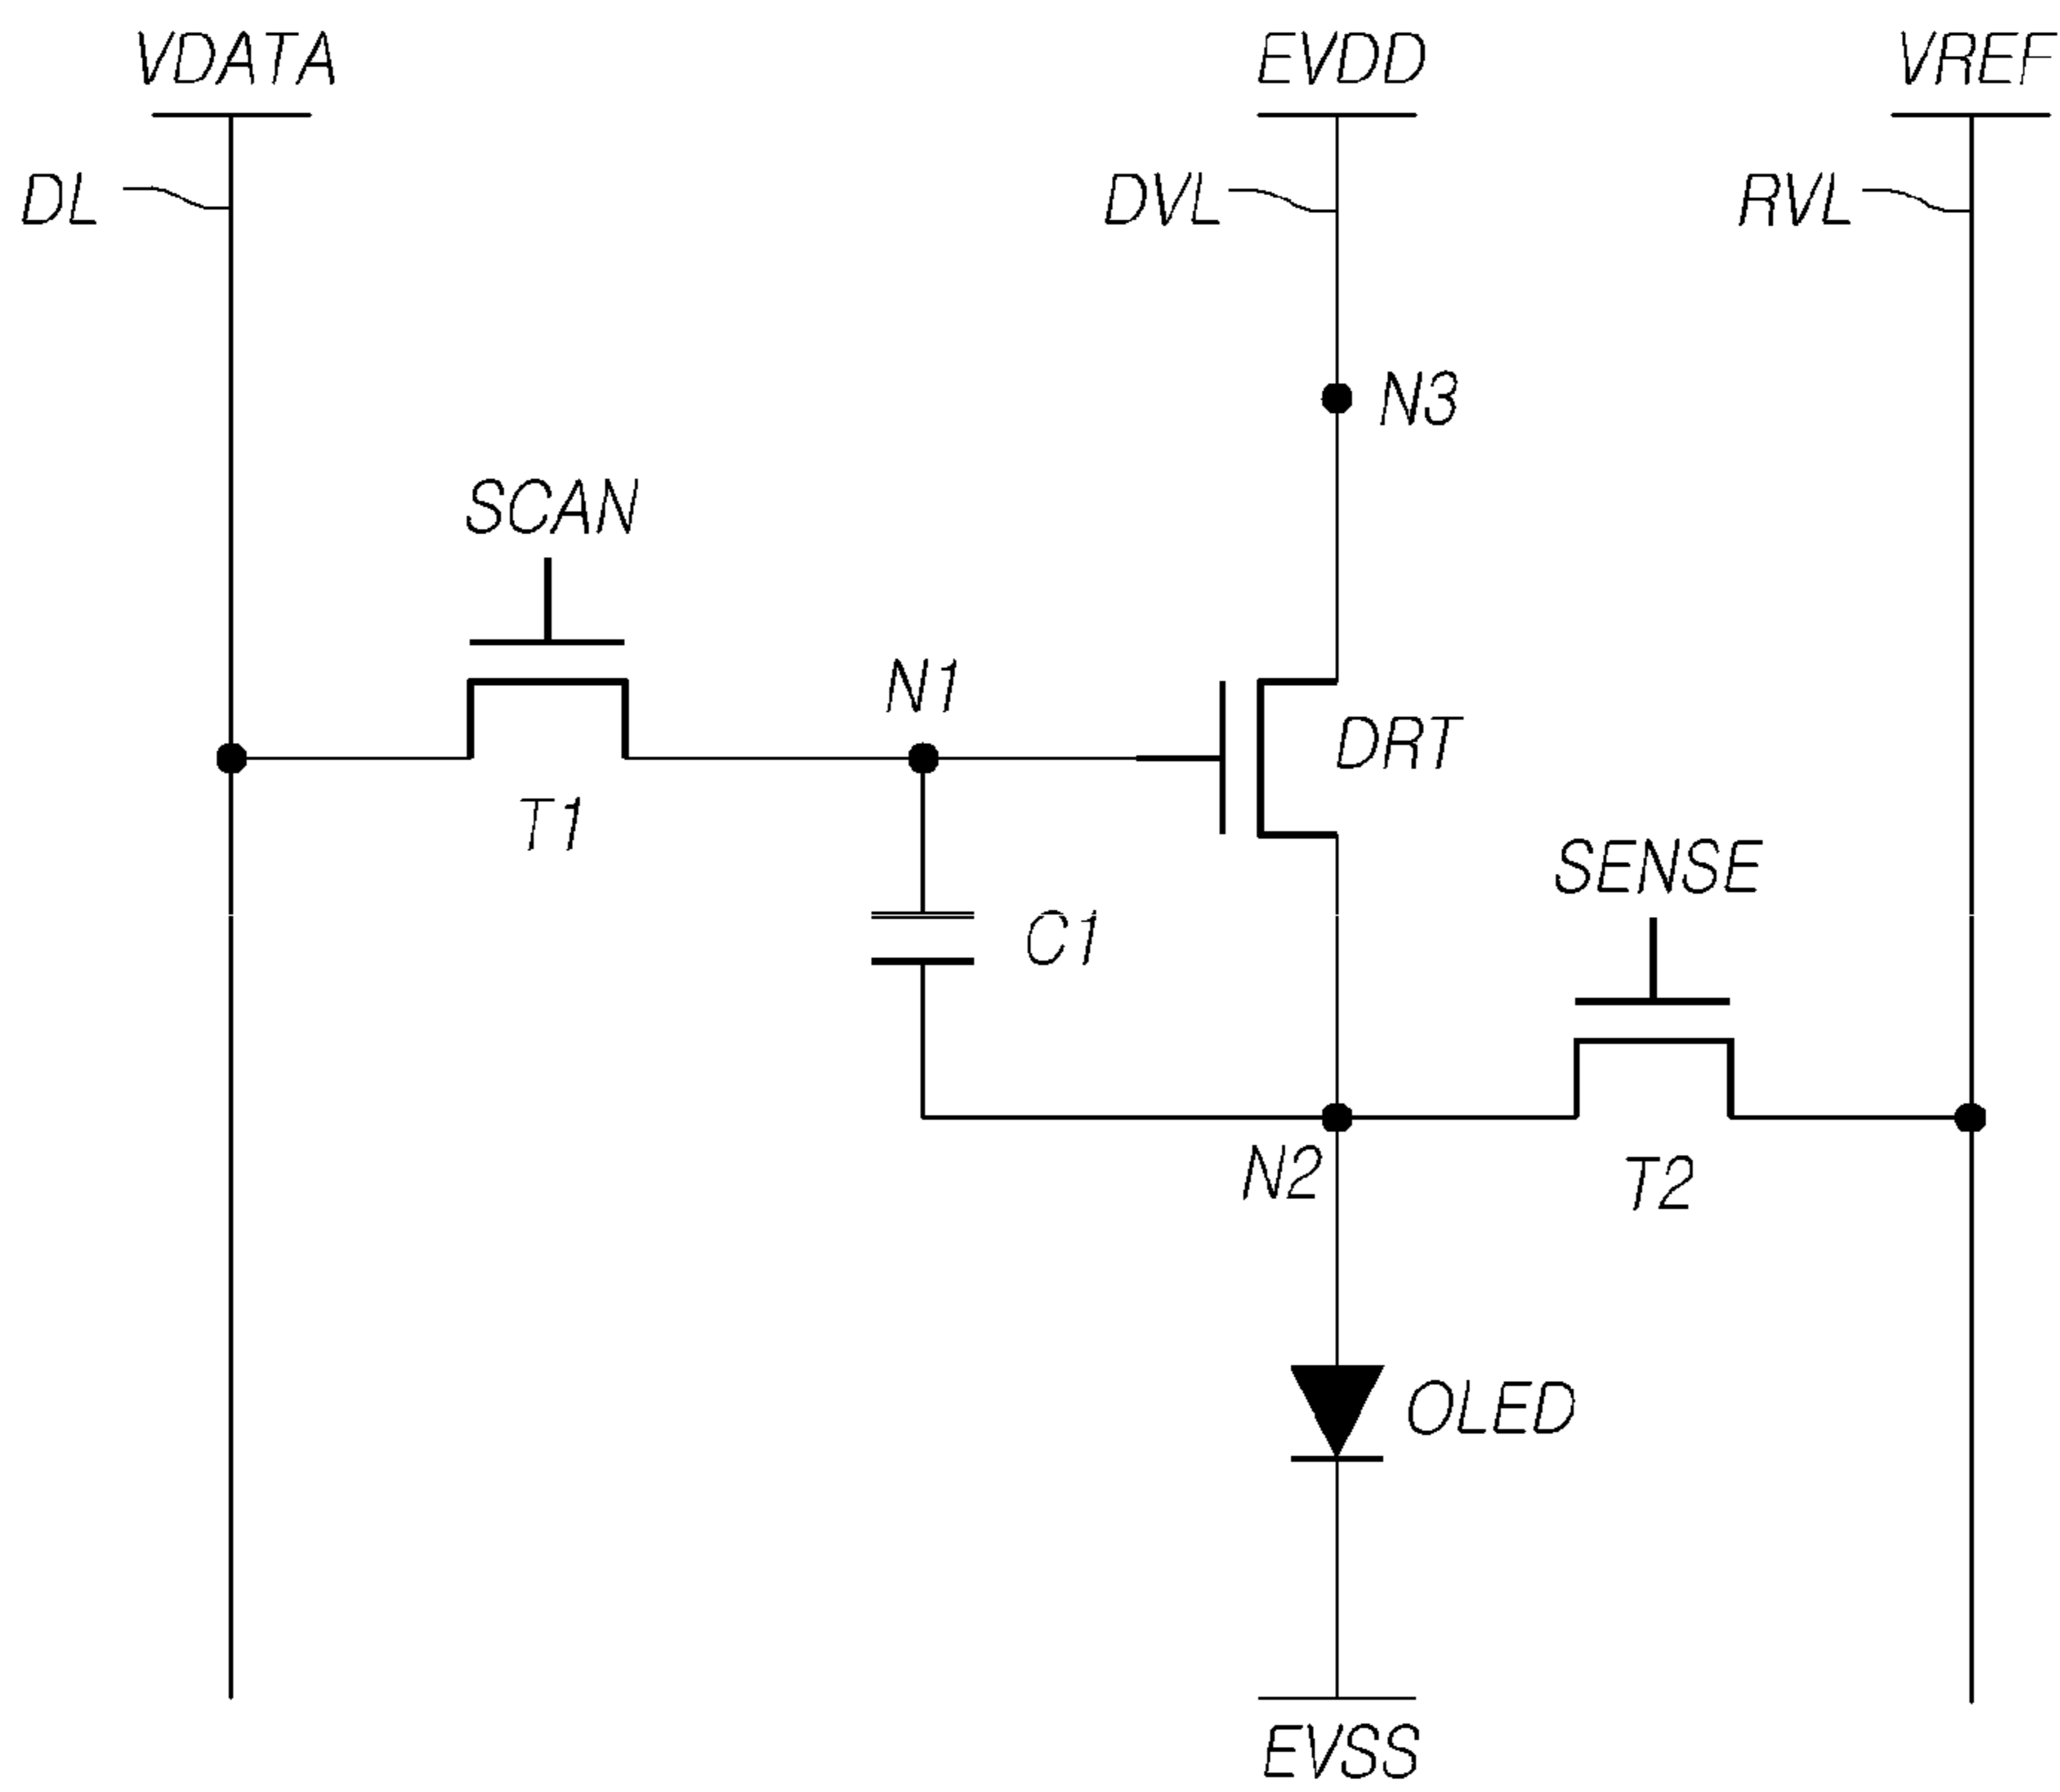 VDATA
EVDD
VREF
DL
DVL
RVL
N3
SCAN
N1
DRT
T1
SENSE
C1
N2
T2
OLED
EVSS